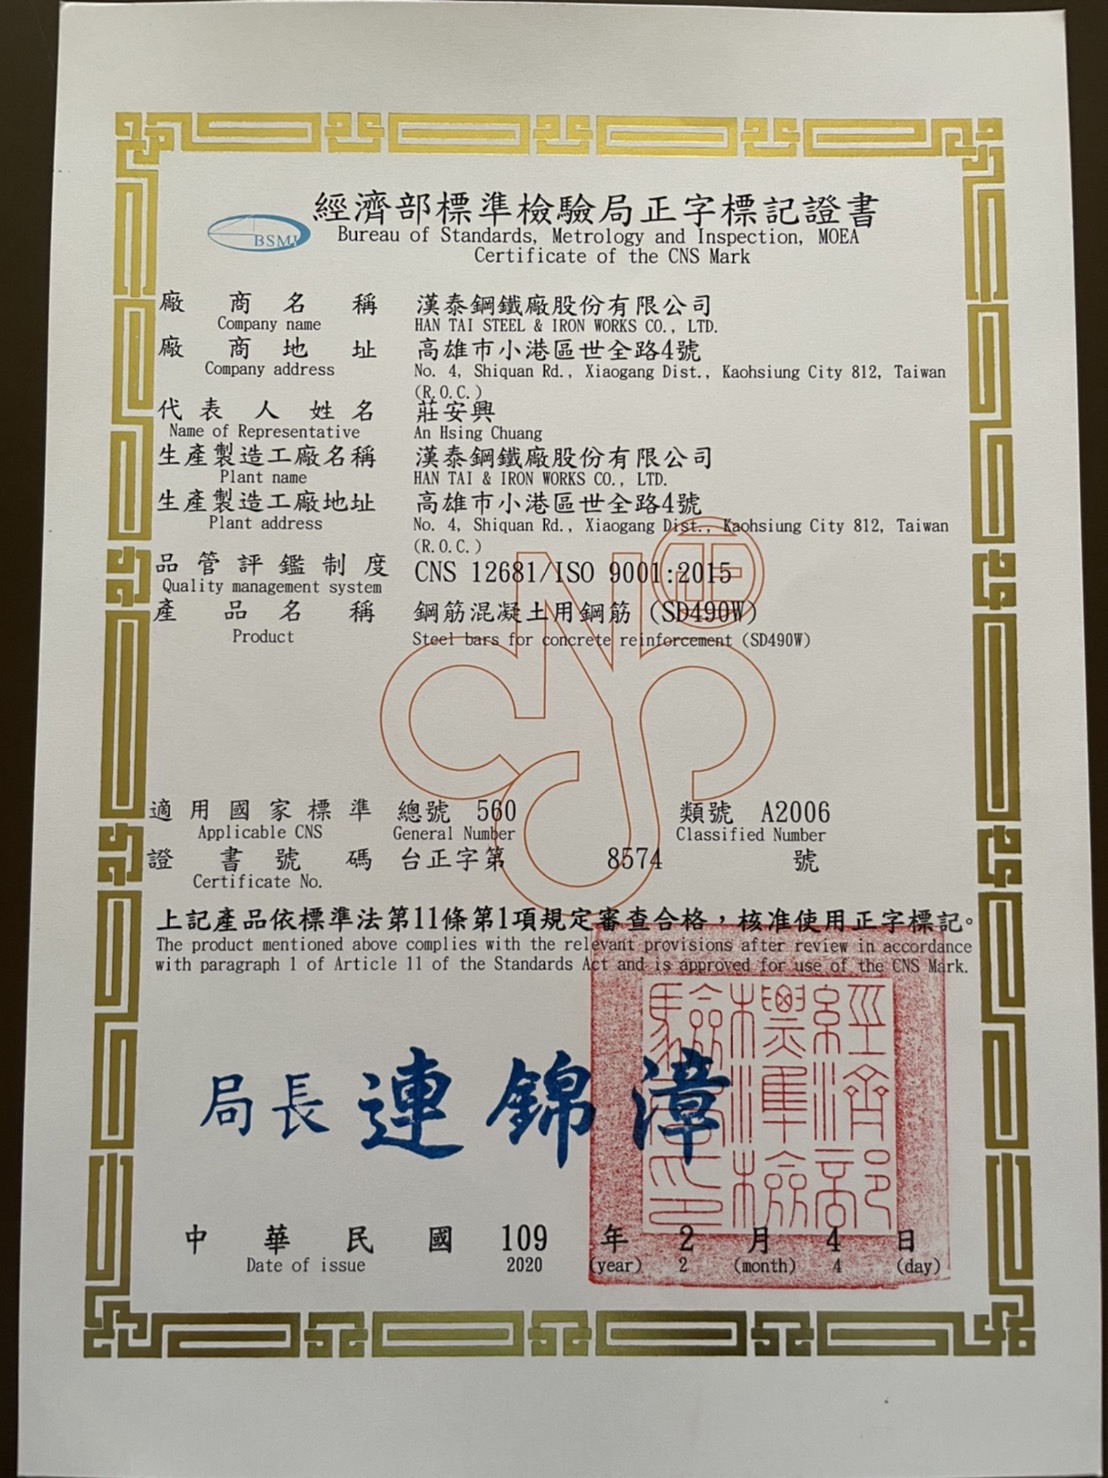 BSMI
經濟部標準檢驗局正字標記證書
Bureau of Standards, Metrology and Inspection, MOEA
Certificate of the CNS Mark
廠商名稱 漢泰鋼鐵廠股份有限公司
Company name HAN TAI STEEL & IRON WORKS CO., LTD.
廠商地址 高雄市小港區世全路4號
Company address No. 4, Shiquan Rd., Xiaogang Dist., Kaohsiung City 812, Taiwan
(R.O.C.)
代表人姓名 莊安興
Name of Representative An Hsing Chuang
生產製造工廠名稱 漢泰鋼鐵廠股份有限公司
Plant name HAN TAI & IRON WORKS CO., LTD.
生產製造工廠地址 高雄市小港區世全路4號
Plant address No. 4, Shiquan Rd., Xiaogang Dist., Kaohsiung City 812, Taiwan
(R.O.C.)
品管評鑑制度 CNS 12681/ISO 9001:2015
Quality management system
產品名稱 鋼筋混凝土用鋼筋 (SD490W)
Product Steel bars for concrete reinforcement (SD490W)
適用國家標準 總號 560 類號 A2006
Applicable CNS General Number Classified Number
證書號碼 台正字第 8574 號
Certificate No.
上記產品依標準法第11條第1項規定審查合格，核准使用正字標記。
The product mentioned above complies with the relevant provisions after review in accordance
with paragraph 1 of Article 11 of the Standards Act and is approved for use of the CNS Mark.
經濟部標準檢驗局印
局長 連錦漳
中華民國 109 年 2 月 4 日
Date of issue 2020 (year) 2 (month) 4 (day)